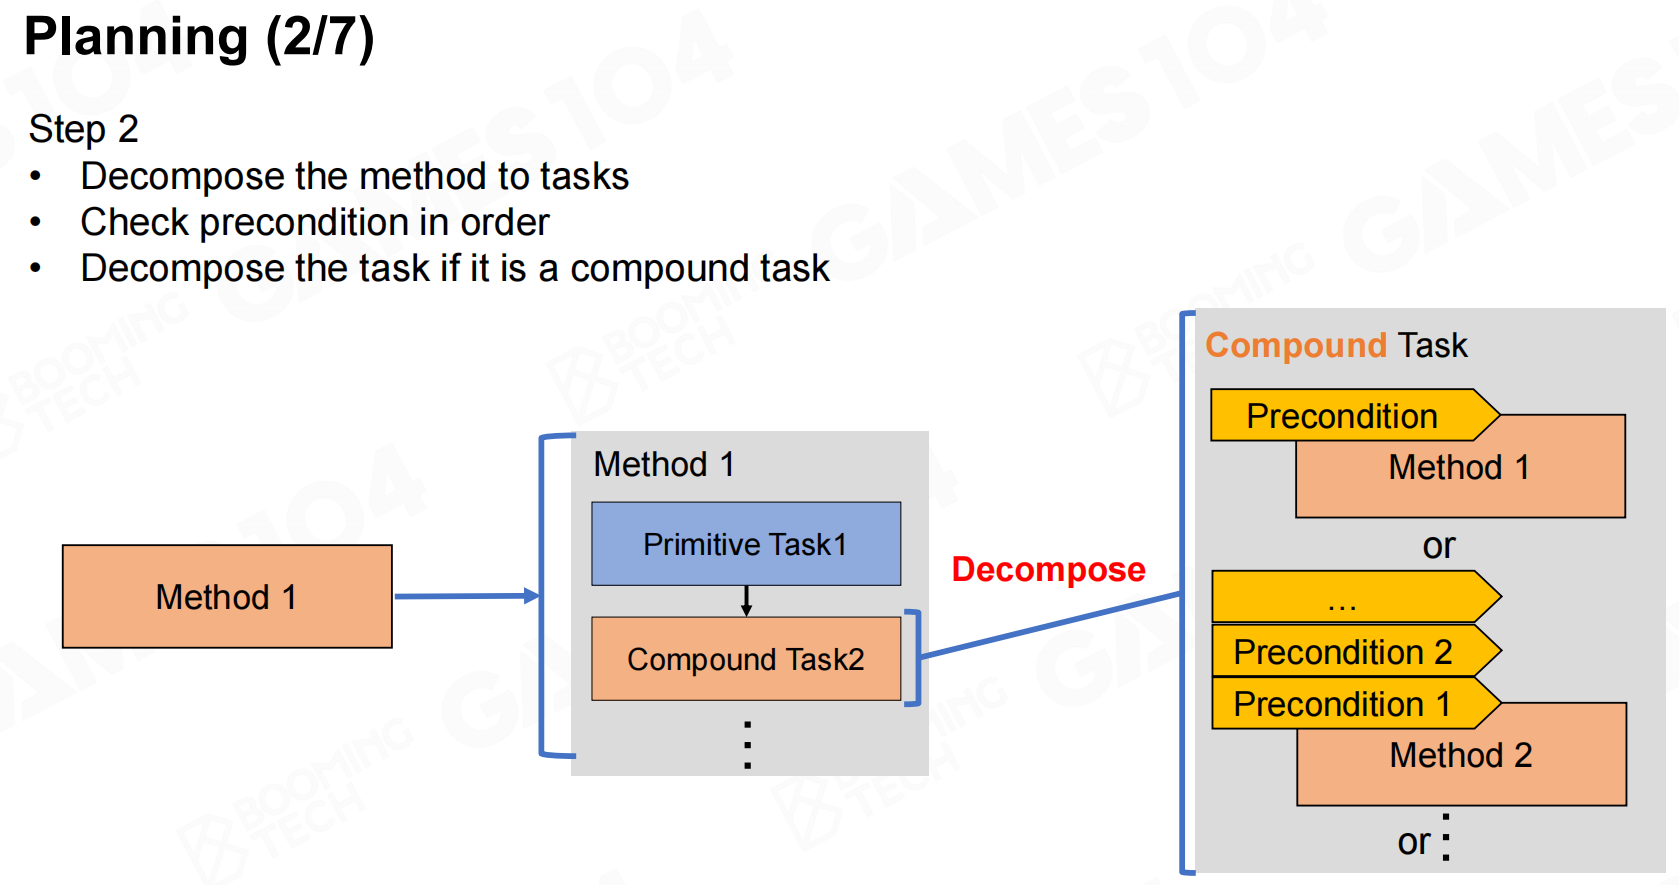 Planning (2/7)
Step 2
• Decompose the method to tasks
• Check precondition in order
• Decompose the task if it is a compound task
Method 1
Method 1
Primitive Task1
Compound Task2
Decompose
Compound Task
Precondition
Method 1
or
...
Precondition 2
Precondition 1
Method 2
or
GAMES104
BOOMING
TECH